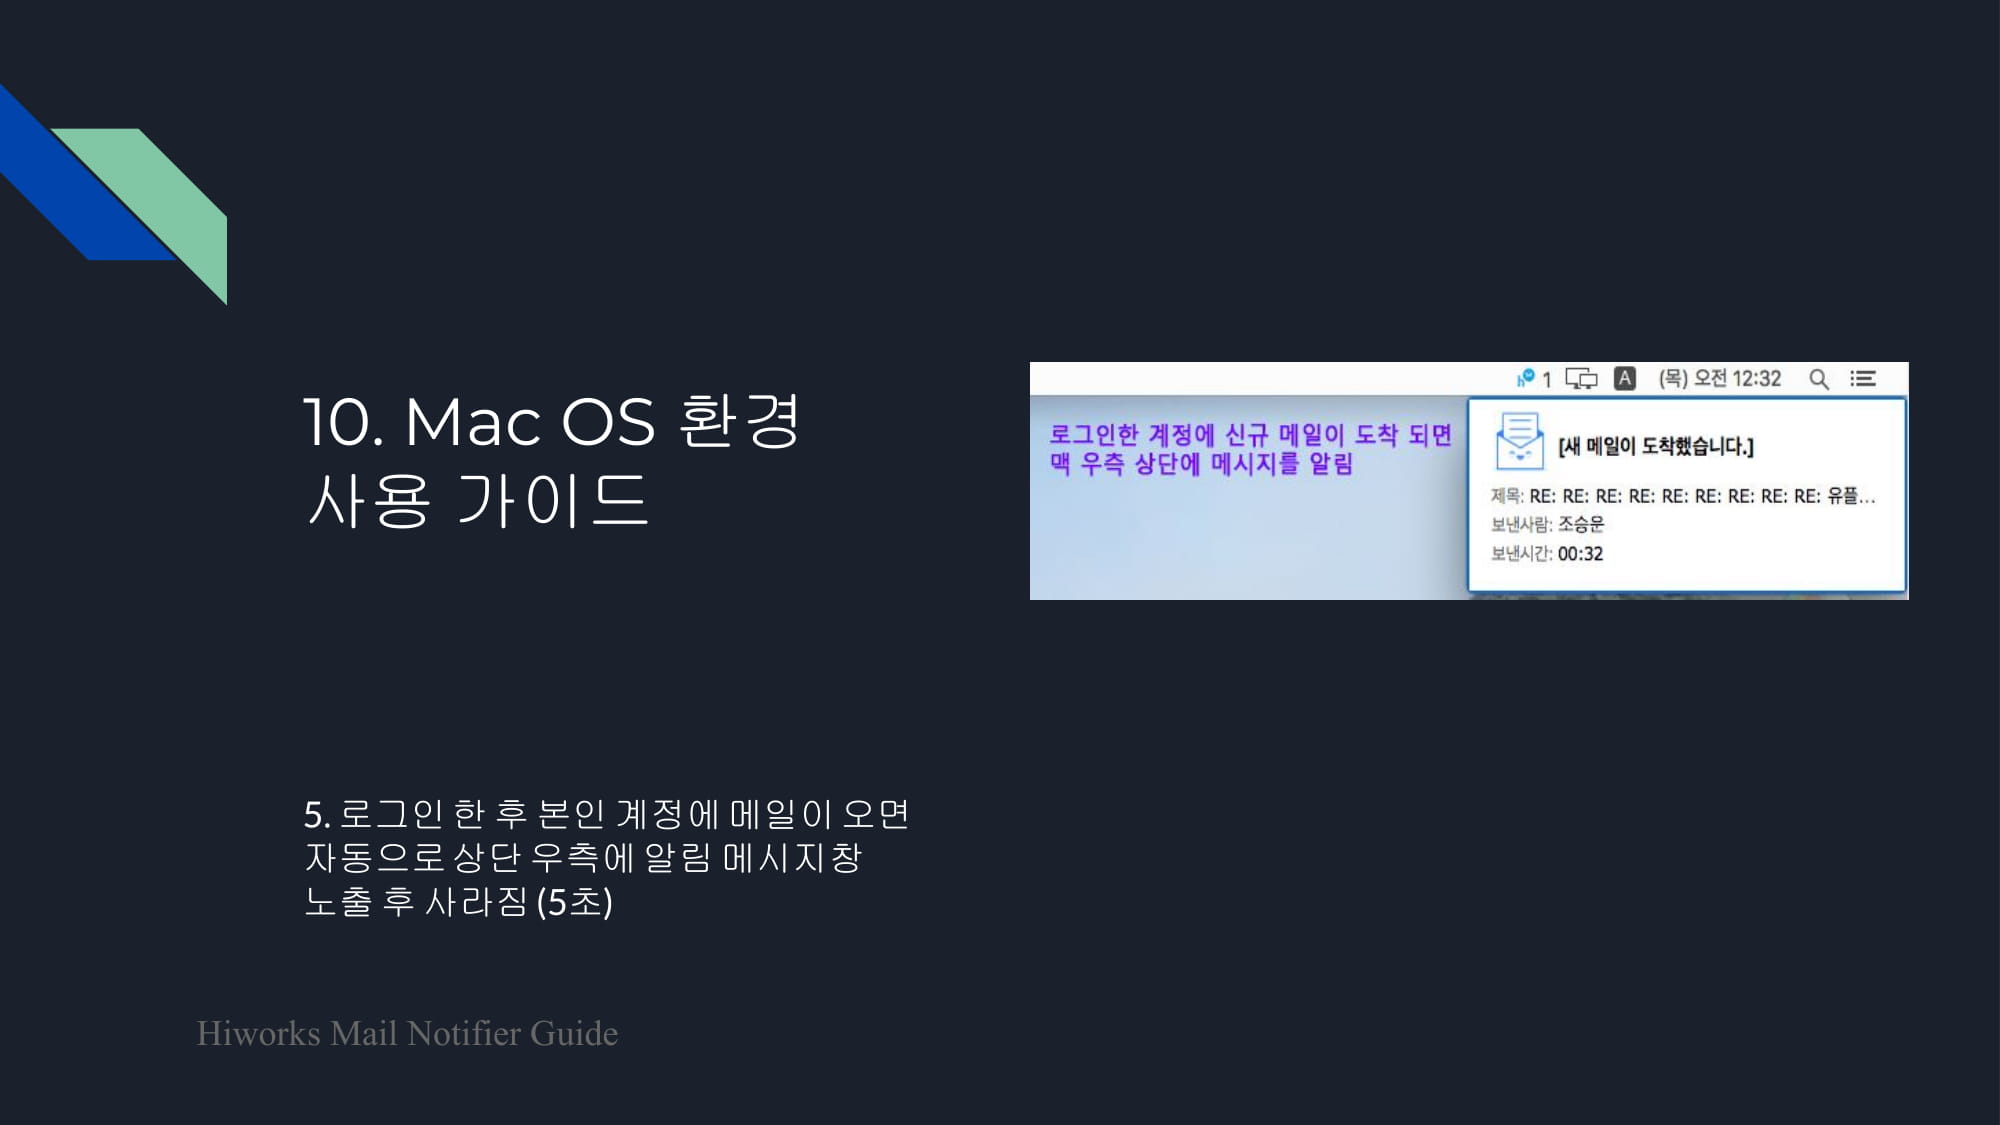 10. Mac OS 환경
사용 가이드
1 A (목) 오전 12:32
로그인한 계정에 신규 메일이 도착 되면
맥 우측 상단에 메시지를 알림
[새 메일이 도착했습니다.]
제목: RE: RE: RE: RE: RE: RE: RE: RE: RE: 유플...
보낸사람: 조승운
보낸시간: 00:32
5. 로그인 한 후 본인 계정에 메일이 오면
자동으로 상단 우측에 알림 메시지창
노출 후 사라짐 (5초)
Hiworks Mail Notifier Guide